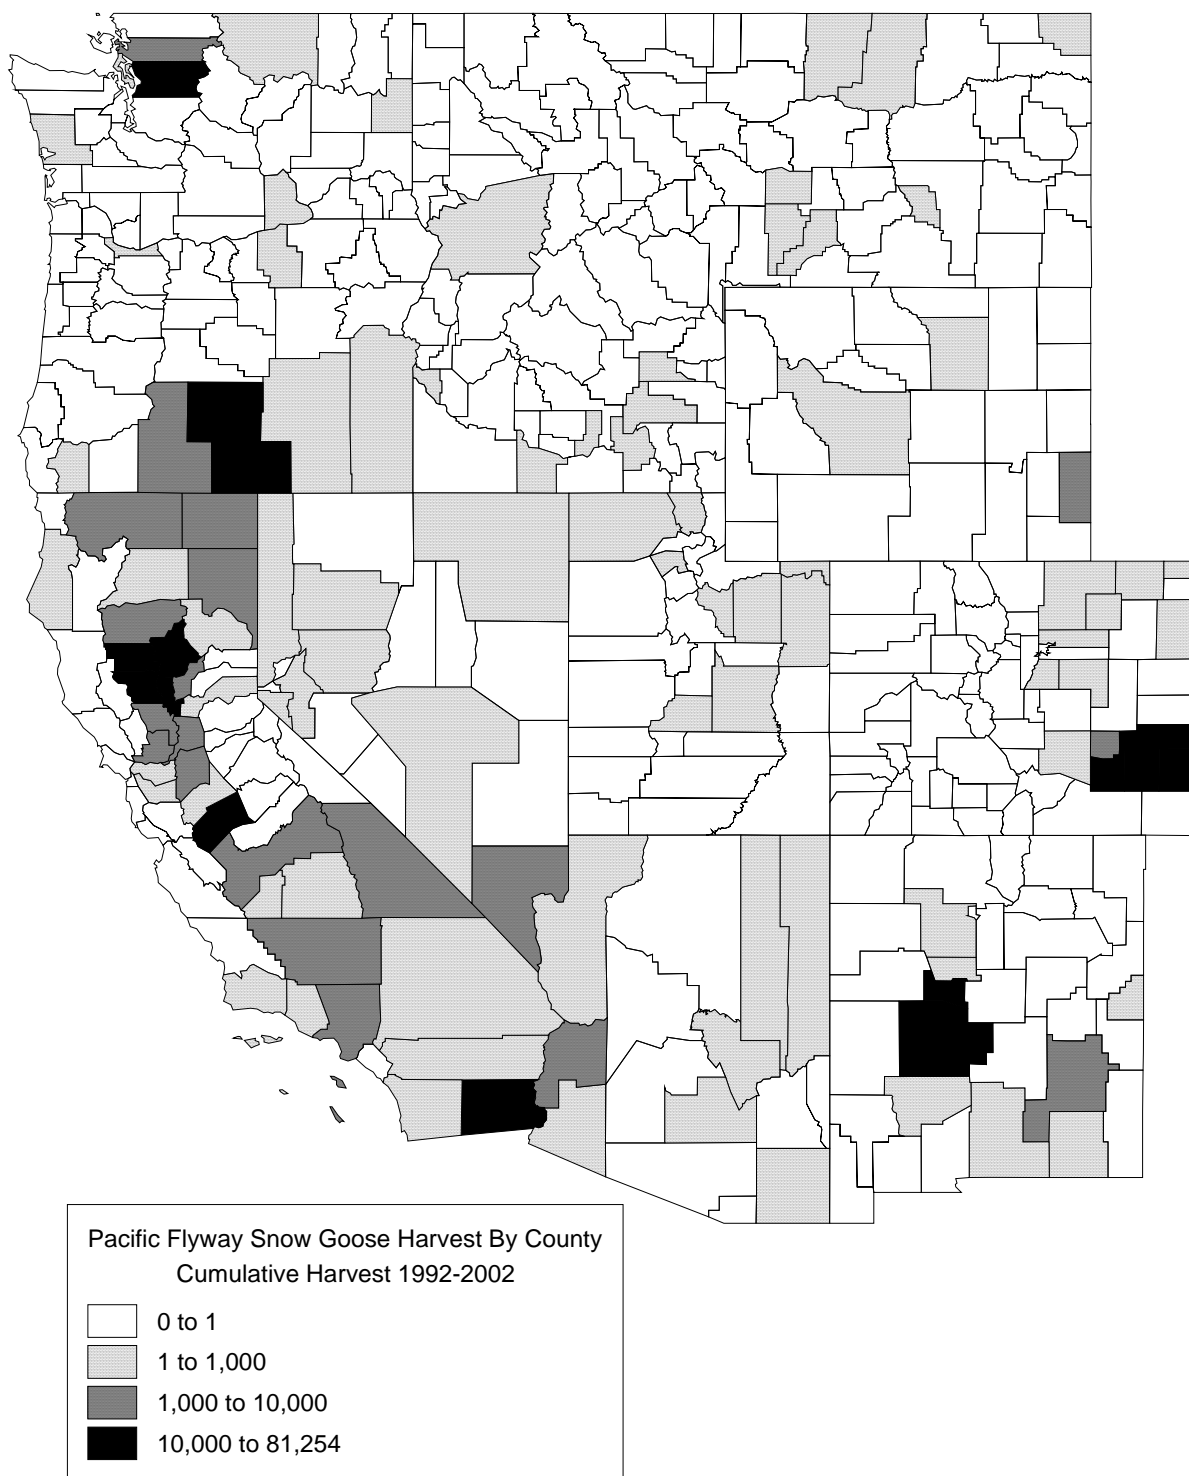 Pacific Flyway Snow Goose Harvest By County
Cumulative Harvest 1992-2002
0 to 1
1 to 1,000
1,000 to 10,000
10,000 to 81,254